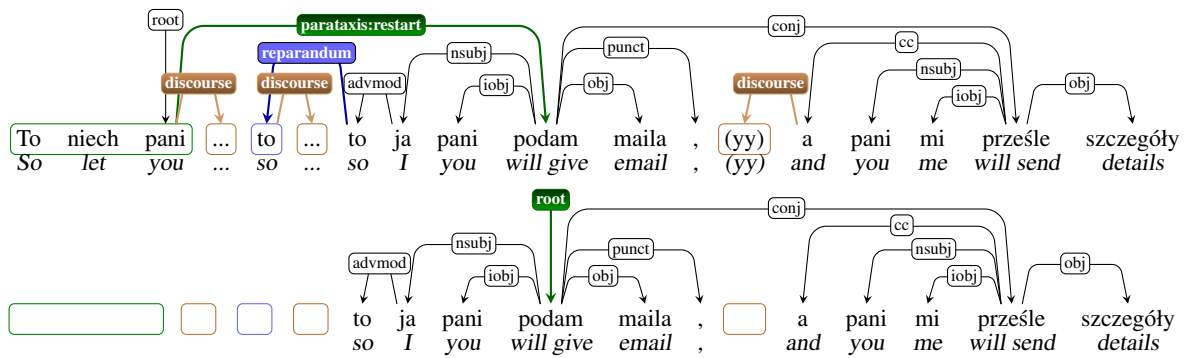 root parataxis:restart conj
reparandum nsubj punct cc
discourse discourse advmod iobj obj discourse nsubj iobj obj
To niech pani ... to ... to ja pani podam maila , (yy) a pani mi prześle szczegóły
So let you ... so ... so I you will give email , (yy) and you me will send details
root conj
nsubj punct cc
advmod iobj obj nsubj iobj obj
to ja pani podam maila , a pani mi prześle szczegóły
so I you will give email , and you me will send details